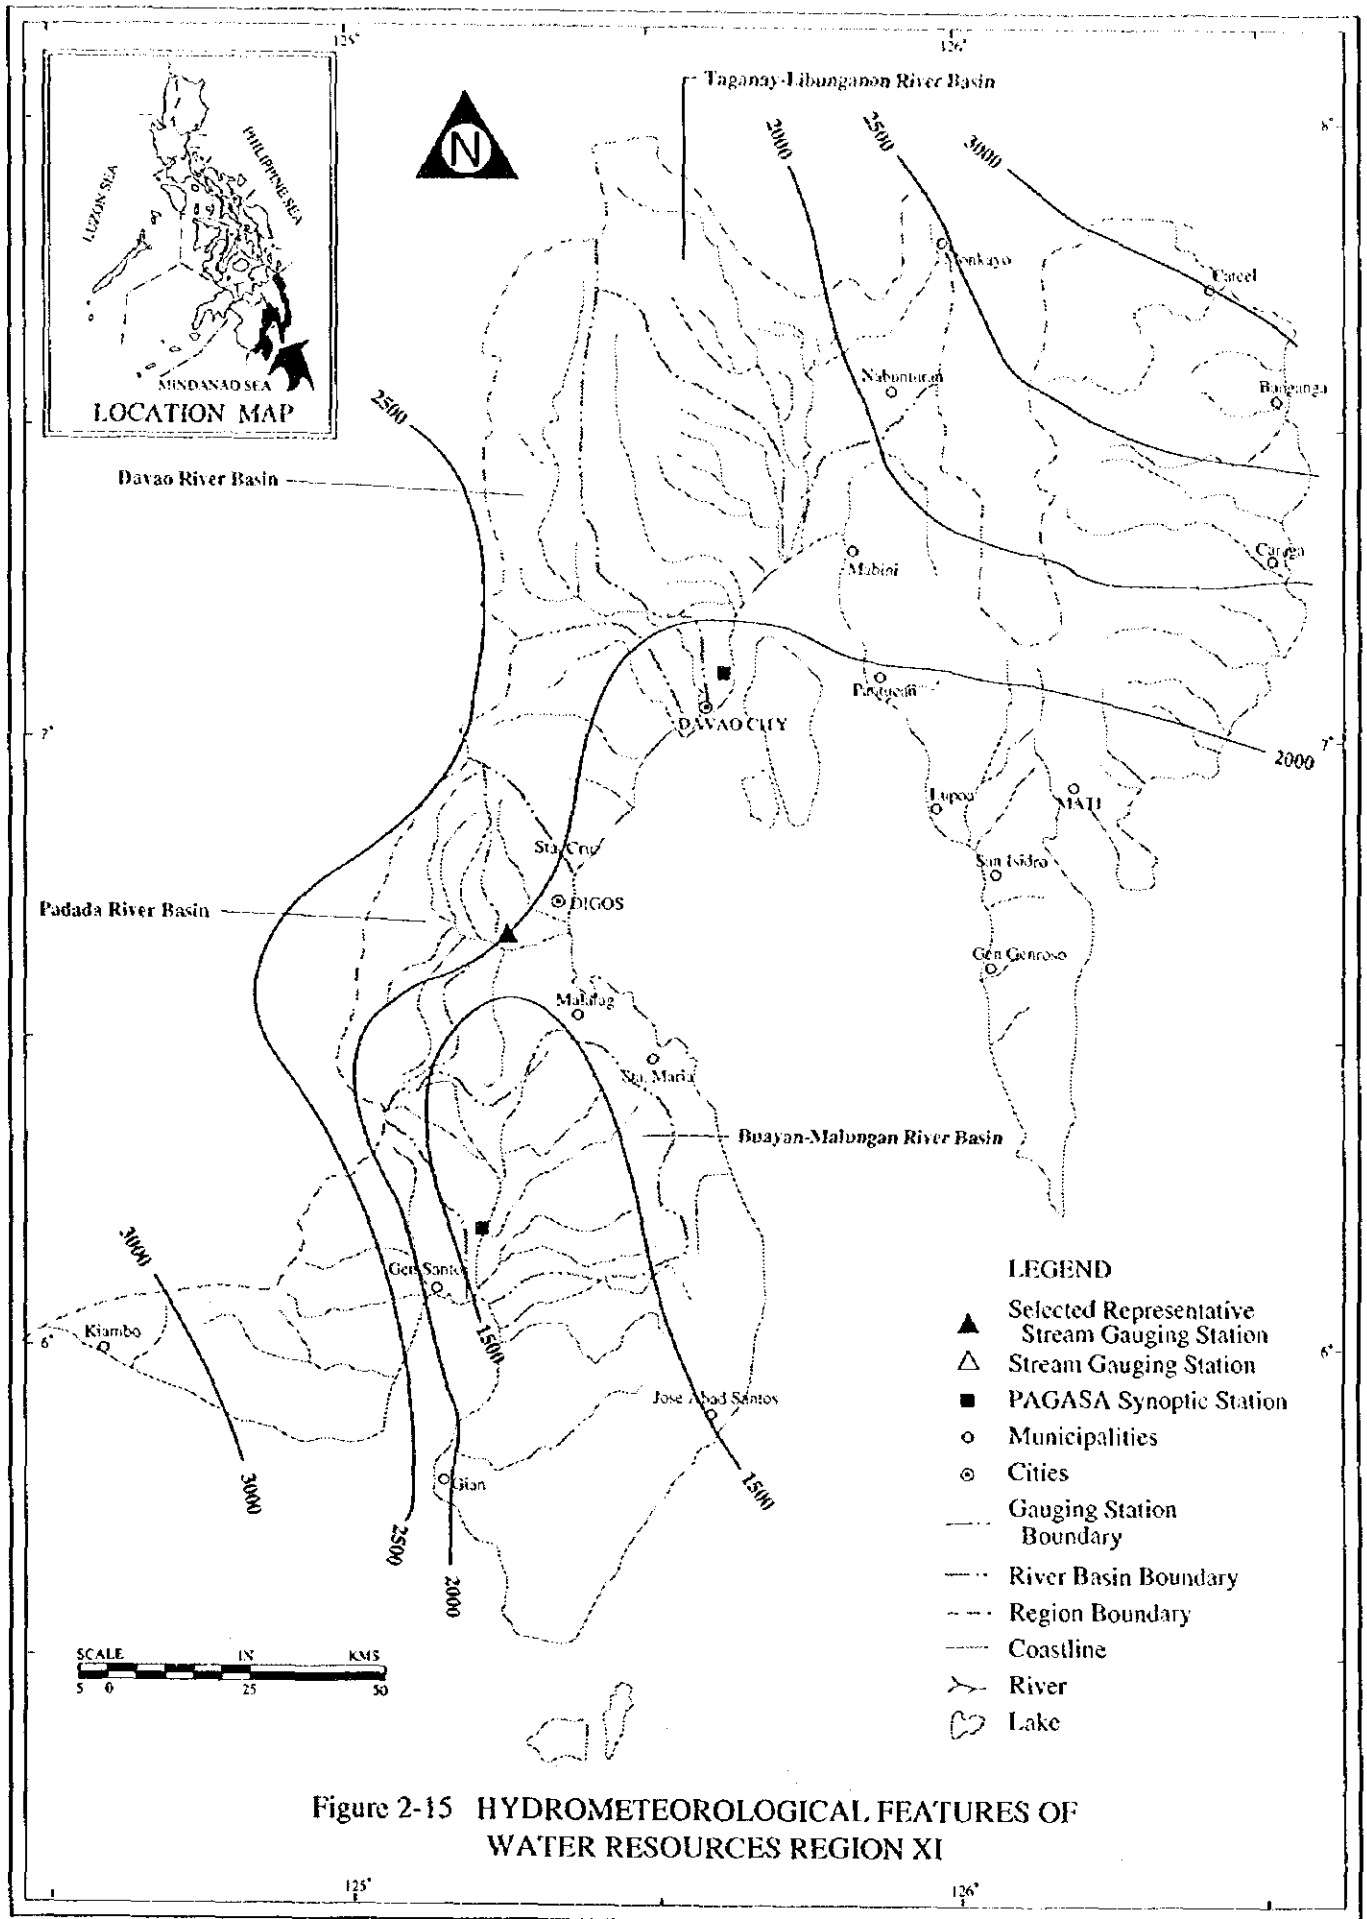 125°
126°
Taganay-Libunganon River Basin
N
LUZON SEA
PHILIPPINE SEA
MINDANAO SEA
LOCATION MAP
2000
2500
3000
8°
Monkayo
Cateel
Nabunturan
Baganga
2500
Davao River Basin
Mabini
Caraga
Pantucan
DAVAO CITY
7°
7°
2000
Lupon
MATI
Sta. Cruz
San Isidro
DIGOS
Padada River Basin
Gen Genroso
Malalag
Sta. Maria
Buayan-Malungan River Basin
3000
Gen Santos
Kiambo
6°
1500
6°
Jose Abad Santos
3000
Glan
1500
2500
2000
LEGEND
Selected Representative
Stream Gauging Station
Stream Gauging Station
PAGASA Synoptic Station
Municipalities
Cities
Gauging Station
Boundary
River Basin Boundary
Region Boundary
Coastline
River
Lake
SCALE IN KMS
5 0 25 50
Figure 2-15 HYDROMETEOROLOGICAL FEATURES OF
WATER RESOURCES REGION XI
125°
126°